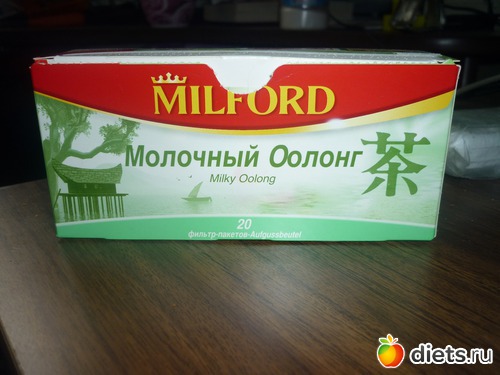 MILFORD
Молочный Оолонг
茶
Milky Oolong
20
фильтр-пакетов-Aufgussbeutel
diets.ru